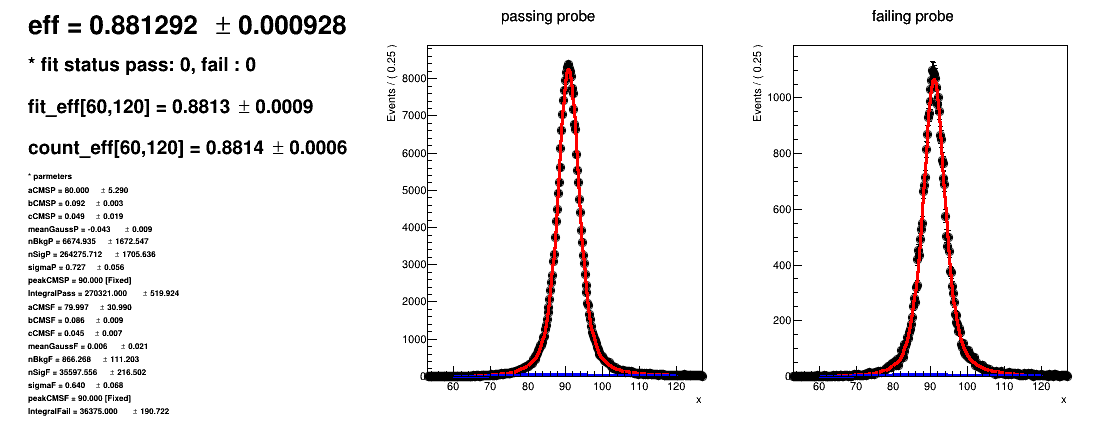 eff = 0.881292 ± 0.000928
* fit status pass: 0, fail : 0
fit_eff[60,120] = 0.8813 ± 0.0009
count_eff[60,120] = 0.8814 ± 0.0006
* parmeters
aCMSP = 80.000 ± 5.290
bCMSP = 0.092 ± 0.003
cCMSP = 0.049 ± 0.019
meanGaussP = -0.043 ± 0.009
nBkgP = 6674.935 ± 1672.547
nSigP = 264275.712 ± 1705.636
sigmaP = 0.727 ± 0.056
peakCMSP = 90.000 [Fixed]
IntegralPass = 270321.000 ± 519.924
aCMSF = 79.997 ± 30.990
bCMSF = 0.086 ± 0.009
cCMSF = 0.045 ± 0.007
meanGaussF = 0.006 ± 0.021
nBkgF = 866.268 ± 111.203
nSigF = 35597.556 ± 216.502
sigmaF = 0.640 ± 0.068
peakCMSF = 90.000 [Fixed]
IntegralFail = 36375.000 ± 190.722
passing probe
Events / ( 0.25 )
8000
7000
6000
5000
4000
3000
2000
1000
0
60 70 80 90 100 110 120
x
failing probe
Events / ( 0.25 )
1000
800
600
400
200
0
60 70 80 90 100 110 120
x